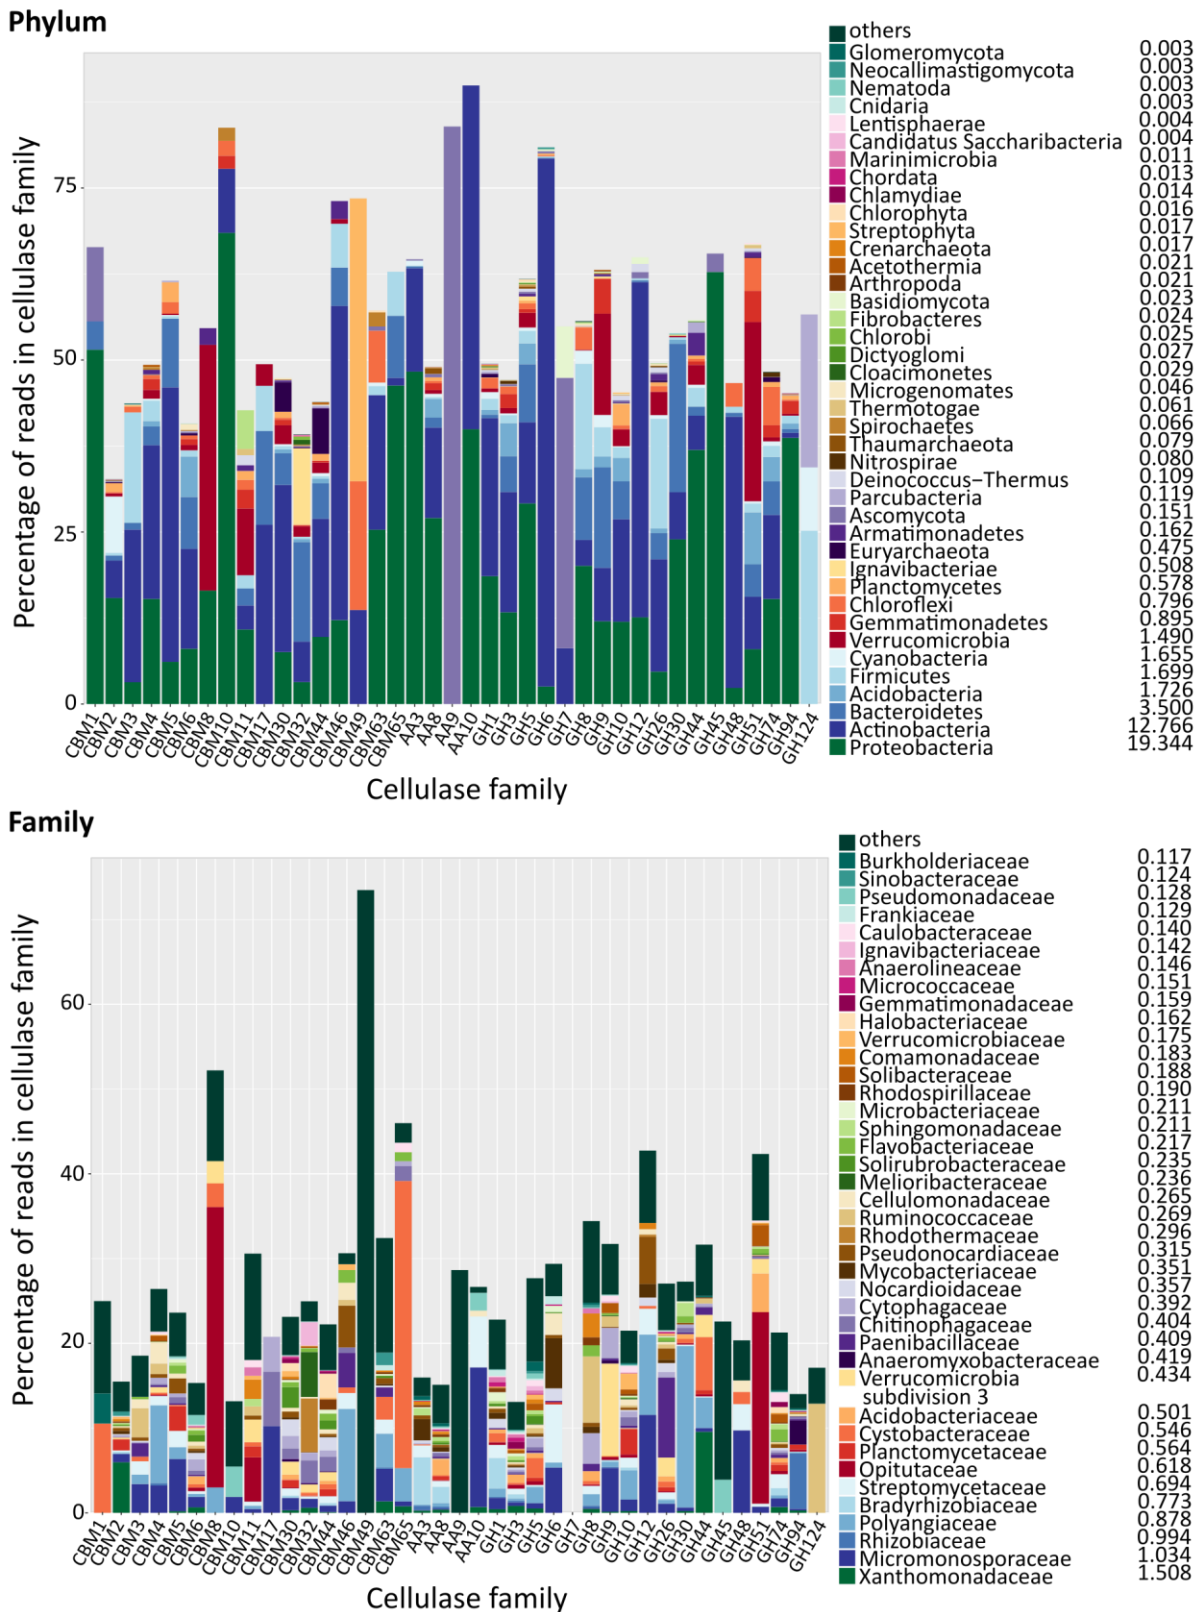 Phylum
Percentage of reads in cellulase family
75
50
25
0
CBM1
CBM2
CBM3
CBM4
CBM5
CBM6
CBM8
CBM10
CBM11
CBM17
CBM30
CBM32
CBM44
CBM46
CBM49
CBM63
CBM65
AA3
AA8
AA9
AA10
GH1
GH3
GH5
GH6
GH7
GH8
GH9
GH10
GH12
GH26
GH30
GH44
GH45
GH48
GH51
GH74
GH94
GH124
Cellulase family
others
Glomeromycota 0.003
Neocallimastigomycota 0.003
Nematoda 0.003
Cnidaria 0.003
Lentisphaerae 0.004
Candidatus Saccharibacteria 0.004
Marinimicrobia 0.011
Chordata 0.013
Chlamydiae 0.014
Chlorophyta 0.016
Streptophyta 0.017
Crenarchaeota 0.017
Acetothermia 0.021
Arthropoda 0.021
Basidiomycota 0.023
Fibrobacteres 0.024
Chlorobi 0.025
Dictyoglomi 0.027
Cloacimonetes 0.029
Microgenomates 0.046
Thermotogae 0.061
Spirochaetes 0.066
Thaumarchaeota 0.079
Nitrospirae 0.080
Deinococcus-Thermus 0.109
Parcubacteria 0.119
Ascomycota 0.151
Armatimonadetes 0.162
Euryarchaeota 0.475
Ignavibacteriae 0.508
Planctomycetes 0.578
Chloroflexi 0.796
Gemmatimonadetes 0.895
Verrucomicrobia 1.490
Cyanobacteria 1.655
Firmicutes 1.699
Acidobacteria 1.726
Bacteroidetes 3.500
Actinobacteria 12.766
Proteobacteria 19.344
Family
Percentage of reads in cellulase family
60
40
20
0
CBM1
CBM2
CBM3
CBM4
CBM5
CBM6
CBM8
CBM10
CBM11
CBM17
CBM30
CBM32
CBM44
CBM46
CBM49
CBM63
CBM65
AA3
AA8
AA9
AA10
GH1
GH3
GH5
GH6
GH7
GH8
GH9
GH10
GH12
GH26
GH30
GH44
GH45
GH48
GH51
GH74
GH94
GH124
Cellulase family
others
Burkholderiaceae 0.117
Sinobacteraceae 0.124
Pseudomonadaceae 0.128
Frankiaceae 0.129
Caulobacteraceae 0.140
Ignavibacteriaceae 0.142
Anaerolineaceae 0.146
Micrococcaceae 0.151
Gemmatimonadaceae 0.159
Halobacteriaceae 0.162
Verrucomicrobiaceae 0.175
Comamonadaceae 0.183
Solibacteraceae 0.188
Rhodospirillaceae 0.190
Microbacteriaceae 0.211
Sphingomonadaceae 0.211
Flavobacteriaceae 0.217
Solirubrobacteraceae 0.235
Melioribacteraceae 0.236
Cellulomonadaceae 0.265
Ruminococcaceae 0.269
Rhodothermaceae 0.296
Pseudonocardiaceae 0.315
Mycobacteriaceae 0.351
Nocardioidaceae 0.357
Cytophagaceae 0.392
Chitinophagaceae 0.404
Paenibacillaceae 0.409
Anaeromyxobacteraceae 0.419
Verrucomicrobia 0.434
subdivision 3
Acidobacteriaceae 0.501
Cystobacteraceae 0.546
Planctomycetaceae 0.564
Opitutaceae 0.618
Streptomycetaceae 0.694
Bradyrhizobiaceae 0.773
Polyangiaceae 0.878
Rhizobiaceae 0.994
Micromonosporaceae 1.034
Xanthomonadaceae 1.508